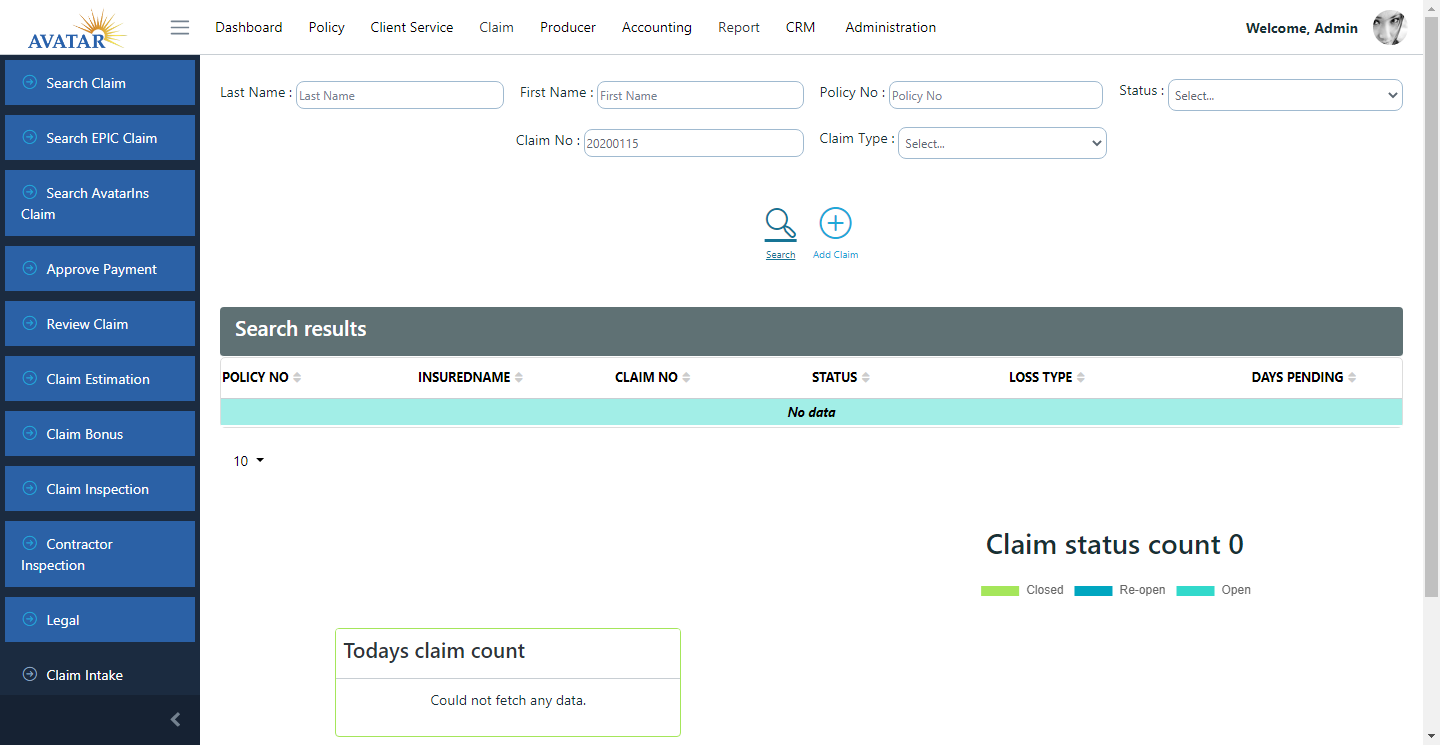 AVATAR
Dashboard Policy Client Service Claim Producer Accounting Report CRM Administration
Welcome, Admin
Search Claim
Search EPIC Claim
Search AvatarIns
Claim
Approve Payment
Review Claim
Claim Estimation
Claim Bonus
Claim Inspection
Contractor
Inspection
Legal
Claim Intake
Last Name : Last Name First Name : First Name Policy No : Policy No Status : Select...
Claim No : 20200115 Claim Type : Select...
Search Add Claim
Search results
POLICY NO INSUREDNAME CLAIM NO STATUS LOSS TYPE DAYS PENDING
No data
10
Claim status count 0
Closed Re-open Open
Todays claim count
Could not fetch any data.